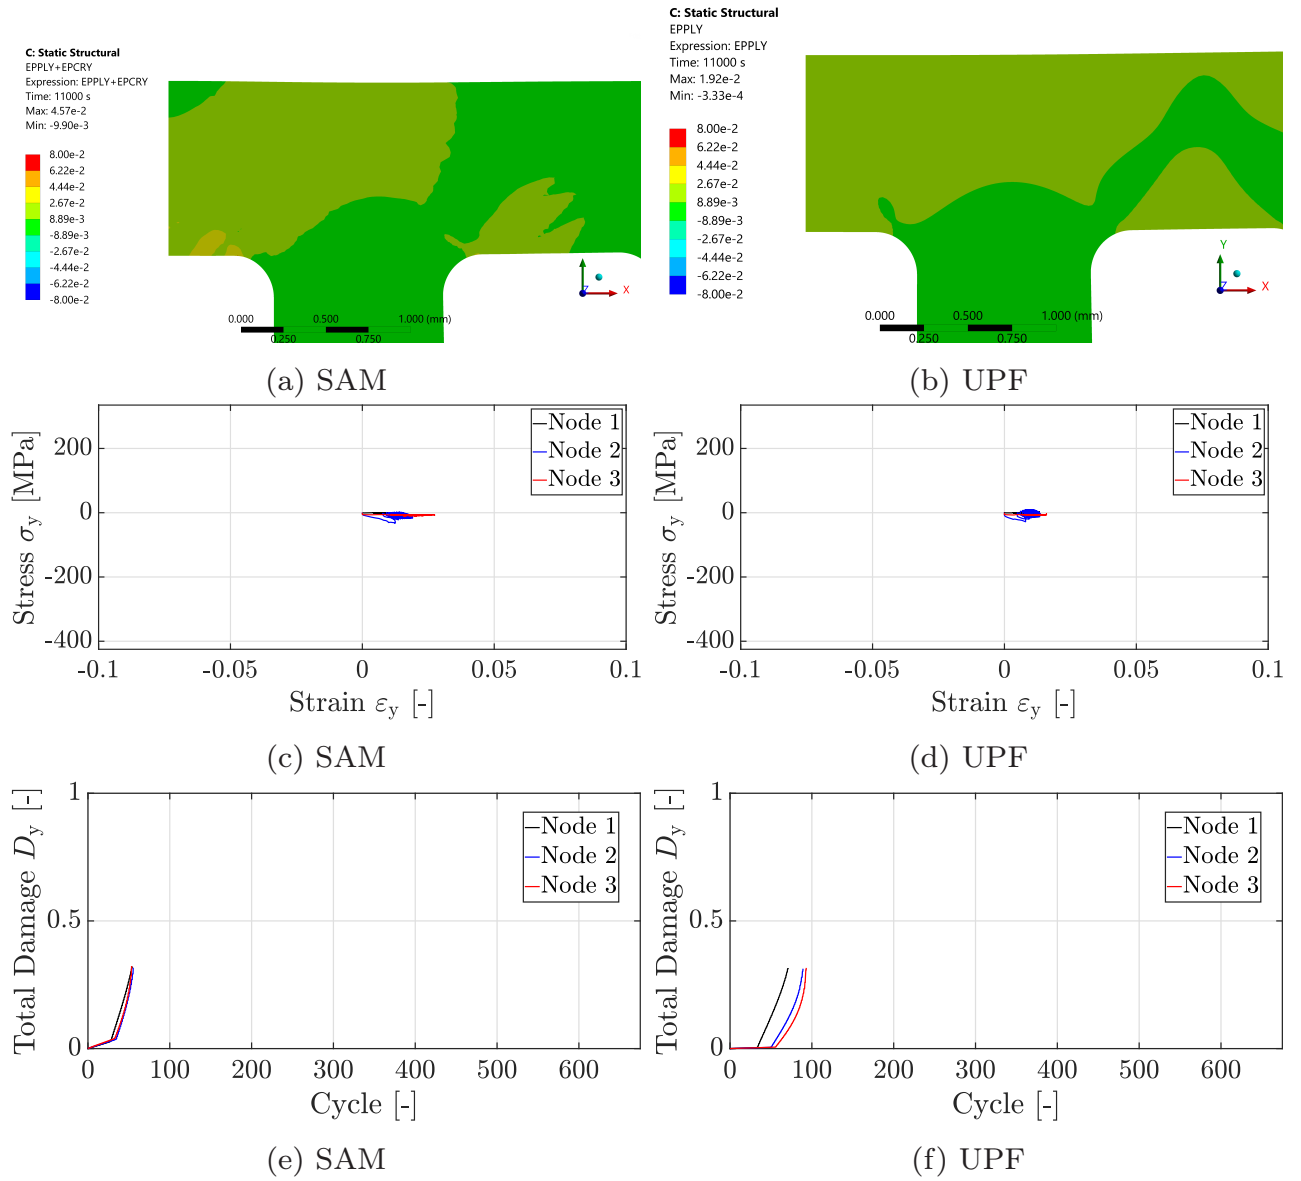 C: Static Structural
EPPLY+EPCRY
Expression: EPPLY+EPCRY
Time: 11000 s
Max: 4.57e-2
Min: -9.90e-3
8.00e-2
6.22e-2
4.44e-2
2.67e-2
8.89e-3
-8.89e-3
-2.67e-2
-4.44e-2
-6.22e-2
-8.00e-2
0.000 0.500 1.000 (mm)
0.250 0.750
Z X
(a) SAM
C: Static Structural
EPPLY
Expression: EPPLY
Time: 11000 s
Max: 1.92e-2
Min: -3.33e-4
8.00e-2
6.22e-2
4.44e-2
2.67e-2
8.89e-3
-8.89e-3
-2.67e-2
-4.44e-2
-6.22e-2
-8.00e-2
0.000 0.500 1.000 (mm)
0.250 0.750
Y
Z X
(b) UPF
Stress σy [MPa]
200
0
-200
-400
-0.1 -0.05 0 0.05 0.1
Strain εy [-]
Node 1
Node 2
Node 3
(c) SAM
Stress σy [MPa]
200
0
-200
-400
-0.1 -0.05 0 0.05 0.1
Strain εy [-]
Node 1
Node 2
Node 3
(d) UPF
Total Damage Dy [-]
1
0.5
0
0 100 200 300 400 500 600
Cycle [-]
Node 1
Node 2
Node 3
(e) SAM
Total Damage Dy [-]
1
0.5
0
0 100 200 300 400 500 600
Cycle [-]
Node 1
Node 2
Node 3
(f) UPF